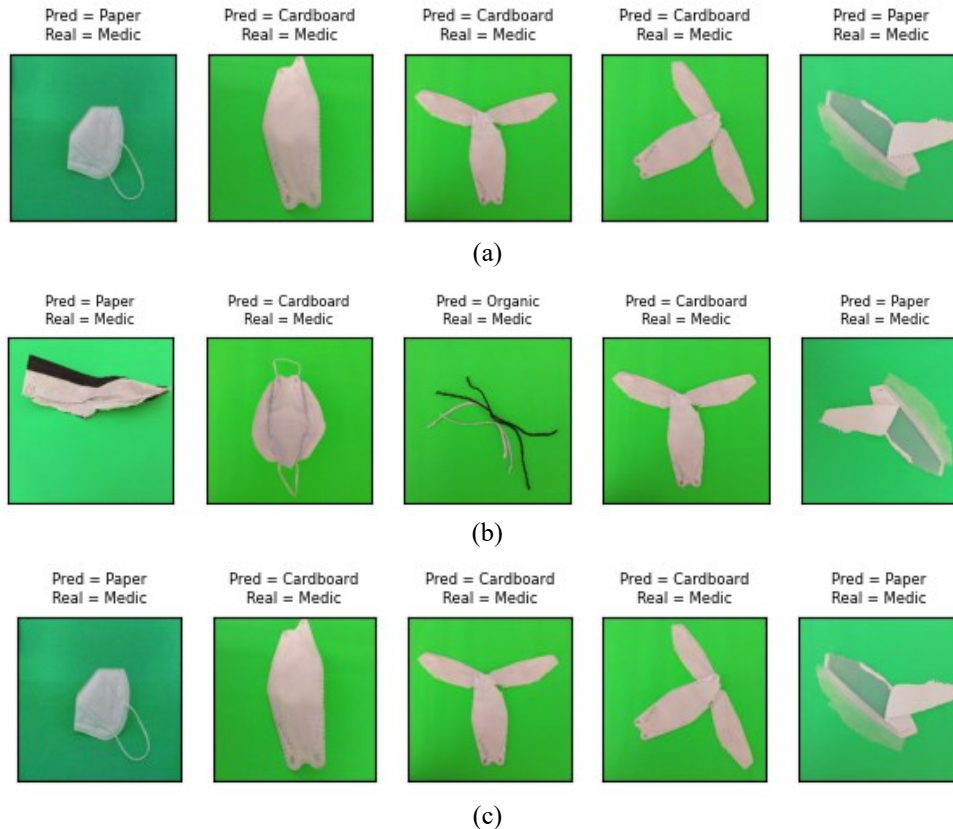 Pred = Paper
Real = Medic
Pred = Cardboard
Real = Medic
Pred = Cardboard
Real = Medic
Pred = Cardboard
Real = Medic
Pred = Paper
Real = Medic
(a)
Pred = Paper
Real = Medic
Pred = Cardboard
Real = Medic
Pred = Organic
Real = Medic
Pred = Cardboard
Real = Medic
Pred = Paper
Real = Medic
(b)
Pred = Paper
Real = Medic
Pred = Cardboard
Real = Medic
Pred = Cardboard
Real = Medic
Pred = Cardboard
Real = Medic
Pred = Paper
Real = Medic
(c)